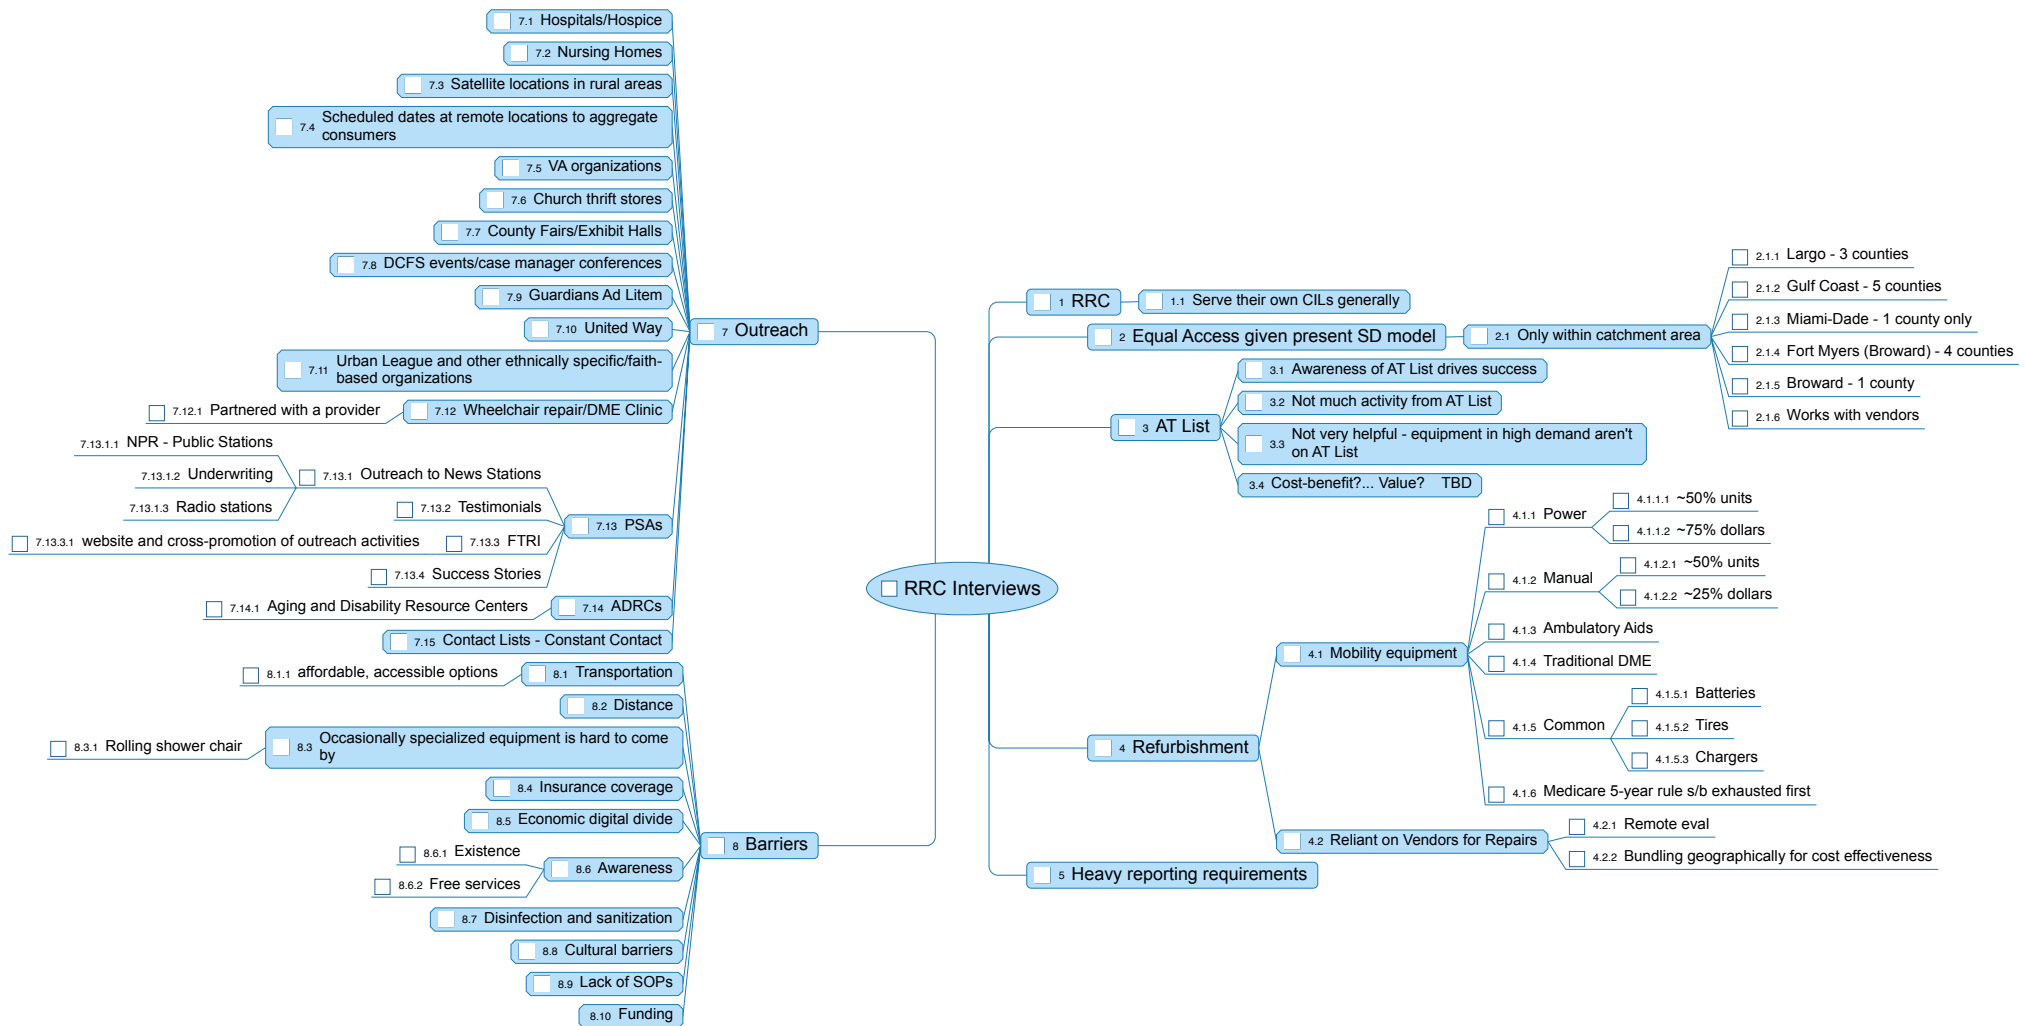 RRC Interviews
1 RRC
1.1 Serve their own CILs generally
2 Equal Access given present SD model
2.1 Only within catchment area
2.1.1 Largo - 3 counties
2.1.2 Gulf Coast - 5 counties
2.1.3 Miami-Dade - 1 county only
2.1.4 Fort Myers (Broward) - 4 counties
2.1.5 Broward - 1 county
2.1.6 Works with vendors
3 AT List
3.1 Awareness of AT List drives success
3.2 Not much activity from AT List
3.3 Not very helpful - equipment in high demand aren't
on AT List
3.4 Cost-benefit?... Value? TBD
4 Refurbishment
4.1 Mobility equipment
4.1.1 Power
4.1.1.1 ~50% units
4.1.1.2 ~75% dollars
4.1.2 Manual
4.1.2.1 ~50% units
4.1.2.2 ~25% dollars
4.1.3 Ambulatory Aids
4.1.4 Traditional DME
4.1.5 Common
4.1.5.1 Batteries
4.1.5.2 Tires
4.1.5.3 Chargers
4.1.6 Medicare 5-year rule s/b exhausted first
4.2 Reliant on Vendors for Repairs
4.2.1 Remote eval
4.2.2 Bundling geographically for cost effectiveness
5 Heavy reporting requirements
7 Outreach
7.1 Hospitals/Hospice
7.2 Nursing Homes
7.3 Satellite locations in rural areas
7.4 Scheduled dates at remote locations to aggregate
consumers
7.5 VA organizations
7.6 Church thrift stores
7.7 County Fairs/Exhibit Halls
7.8 DCFS events/case manager conferences
7.9 Guardians Ad Litem
7.10 United Way
7.11 Urban League and other ethnically specific/faith-
based organizations
7.12 Wheelchair repair/DME Clinic
7.12.1 Partnered with a provider
7.13 PSAs
7.13.1 Outreach to News Stations
7.13.1.1 NPR - Public Stations
7.13.1.2 Underwriting
7.13.1.3 Radio stations
7.13.2 Testimonials
7.13.3 FTRI
7.13.3.1 website and cross-promotion of outreach activities
7.13.4 Success Stories
7.14 ADRCs
7.14.1 Aging and Disability Resource Centers
7.15 Contact Lists - Constant Contact
8 Barriers
8.1 Transportation
8.1.1 affordable, accessible options
8.2 Distance
8.3 Occasionally specialized equipment is hard to come
by
8.3.1 Rolling shower chair
8.4 Insurance coverage
8.5 Economic digital divide
8.6 Awareness
8.6.1 Existence
8.6.2 Free services
8.7 Disinfection and sanitization
8.8 Cultural barriers
8.9 Lack of SOPs
8.10 Funding